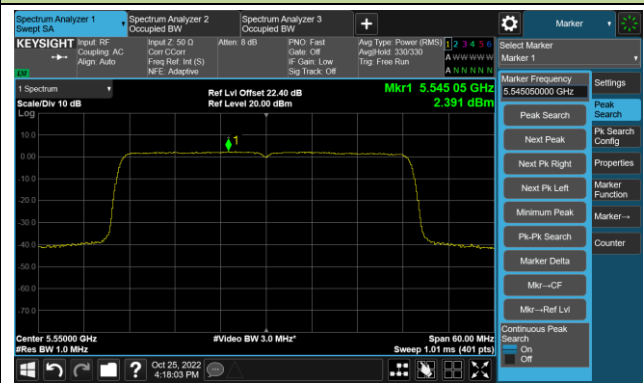 Spectrum Analyzer 1
Swept SA
Spectrum Analyzer 2
Occupied BW
Spectrum Analyzer 3
Occupied BW
Marker
KEYSIGHT
Input: RF
Coupling: AC
Align: Auto
Input Z: 50 Ω
Corr CCorr
Freq Ref: Int (S)
NFE: Adaptive
Atten: 8 dB
PNO: Fast
Gate: Off
IF Gain: Low
Sig Track: Off
Avg Type: Power (RMS)
Avg|Hold: 330/330
Trig: Free Run
1 2 3 4 5 6
A W W W W W
A N N N N N
Select Marker
Marker 1
LXI
1 Spectrum
Scale/Div 10 dB
Log
Ref Lvl Offset 22.40 dB
Ref Level 20.00 dBm
Mkr1 5.545 05 GHz
2.391 dBm
Marker Frequency
5.545050000 GHz
Settings
Peak Search
Peak
Search
Next Peak
Pk Search
Config
Next Pk Right
Properties
Next Pk Left
Marker
Function
Minimum Peak
Marker→
Pk-Pk Search
Counter
Marker Delta
Mkr→CF
Mkr→Ref Lvl
Continuous Peak
Search
On
Off
10.0
0.00
-10.0
-20.0
-30.0
-40.0
-50.0
-60.0
-70.0
1
Center 5.55000 GHz
#Res BW 1.0 MHz
#Video BW 3.0 MHz*
Span 60.00 MHz
Sweep 1.01 ms (401 pts)
?
Oct 25, 2022
4:18:03 PM